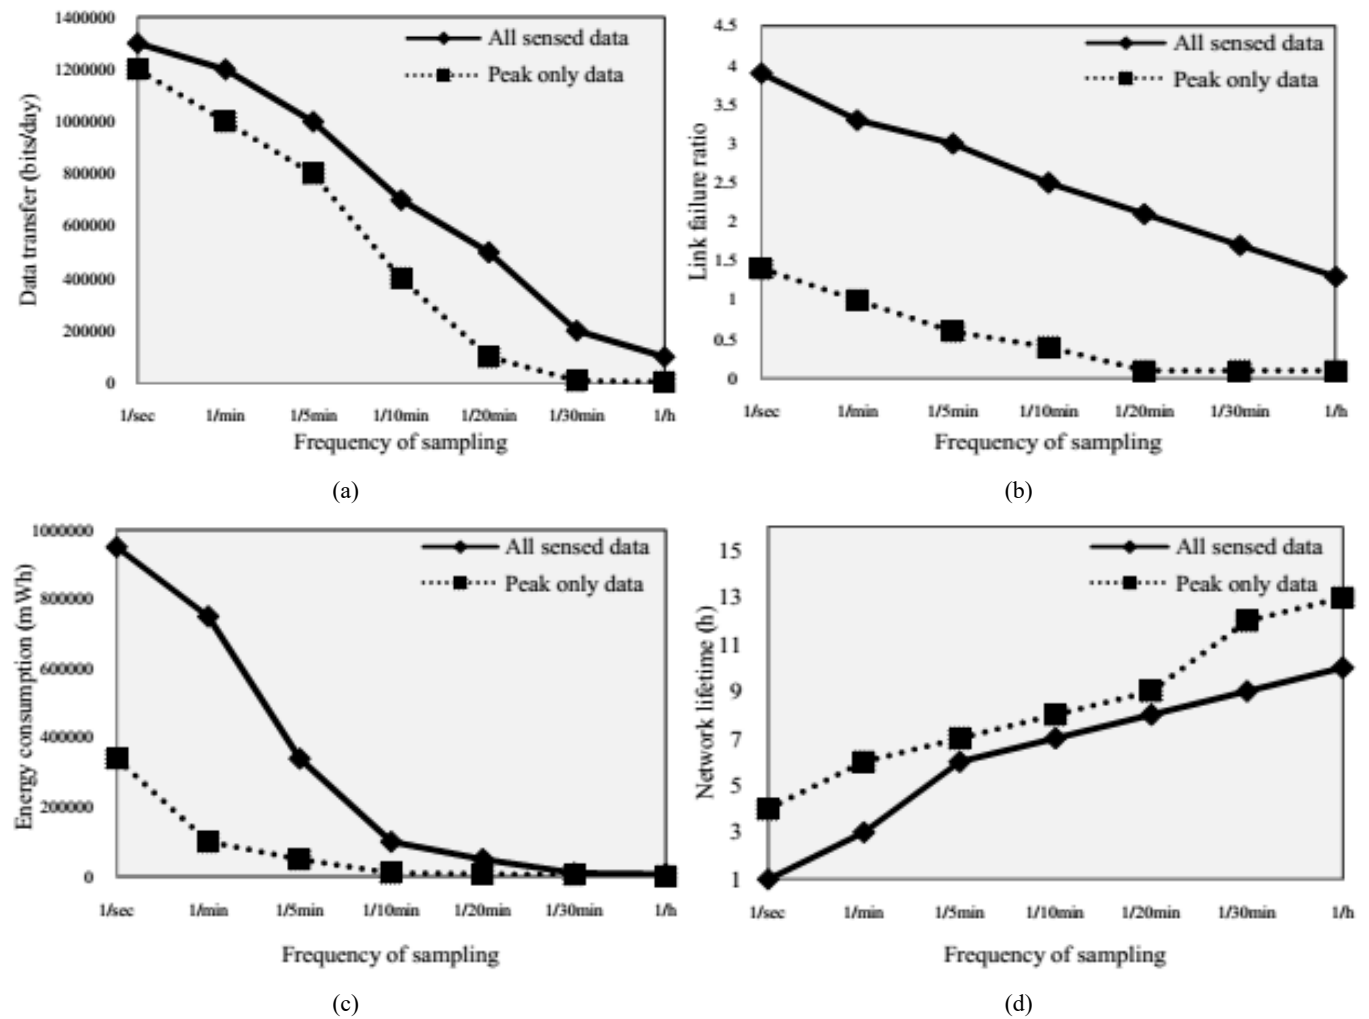 1400000
1200000
1000000
800000
600000
400000
200000
0
Data transfer (bits/day)
All sensed data
Peak only data
1/sec 1/min 1/5min 1/10min 1/20min 1/30min 1/h
Frequency of sampling
(a)
4.5
4
3.5
3
2.5
2
1.5
1
0.5
0
Link failure ratio
All sensed data
Peak only data
1/sec 1/min 1/5min 1/10min 1/20min 1/30min 1/h
Frequency of sampling
(b)
1000000
800000
600000
400000
200000
0
Energy consumption (mWh)
All sensed data
Peak only data
1/sec 1/min 1/5min 1/10min 1/20min 1/30min 1/h
Frequency of sampling
(c)
15
13
11
9
7
5
3
1
Network lifetime (h)
All sensed data
Peak only data
1/sec 1/min 1/5min 1/10min 1/20min 1/30min 1/h
Frequency of sampling
(d)